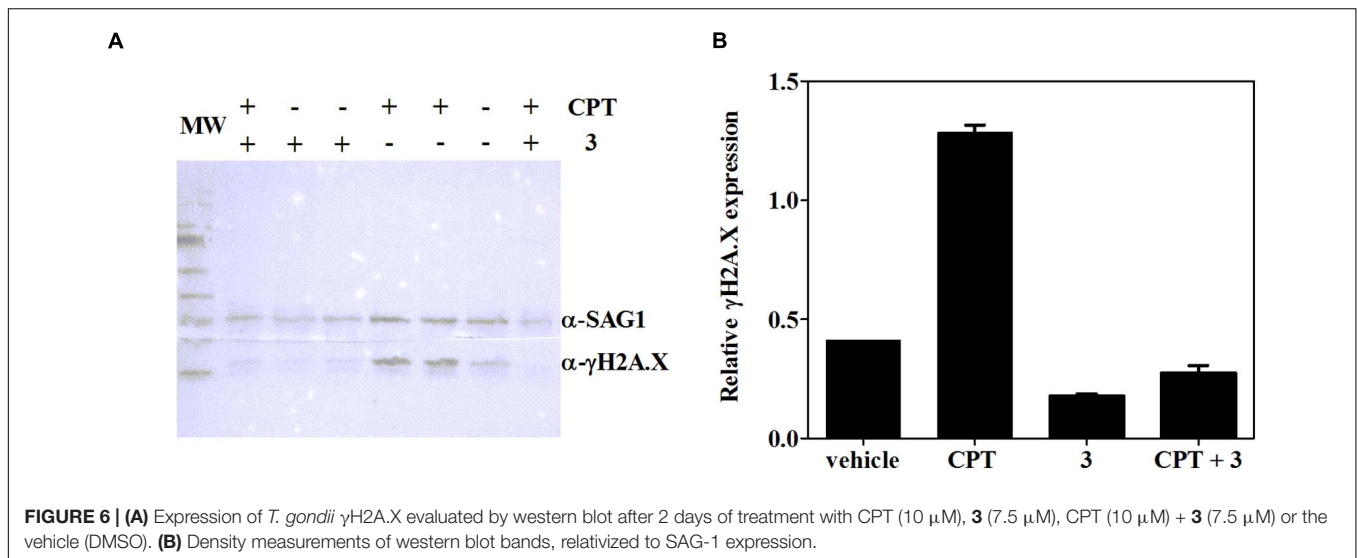 A
MW + - - + + - + CPT
+ + + - - - + 3
α-SAG1
α-γH2A.X
B
Relative γH2A.X expression
1.5
1.0
0.5
0.0
vehicle CPT 3 CPT + 3
FIGURE 6 | (A) Expression of T. gondii γH2A.X evaluated by western blot after 2 days of treatment with CPT (10 μM), 3 (7.5 μM), CPT (10 μM) + 3 (7.5 μM) or the
vehicle (DMSO). (B) Density measurements of western blot bands, relativized to SAG-1 expression.